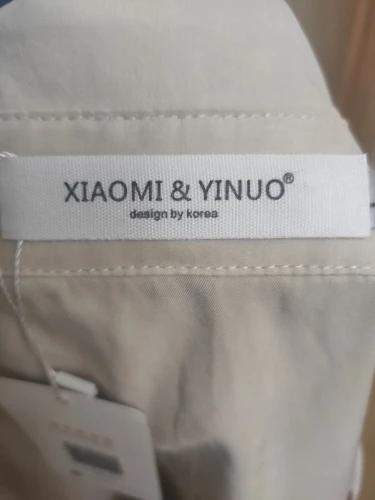 XIAOMI & YINUO®
design by korea